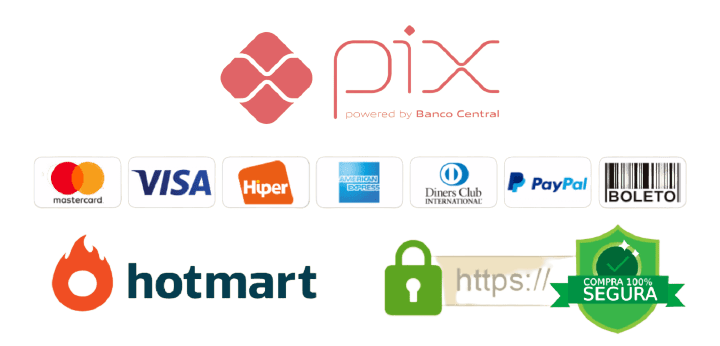 pix
powered by Banco Central
mastercard
VISA
Hiper
AMERICAN
EXPRESS
Diners Club
INTERNATIONAL
PayPal
BOLETO
hotmart
https://
COMPRA 100%
SEGURA